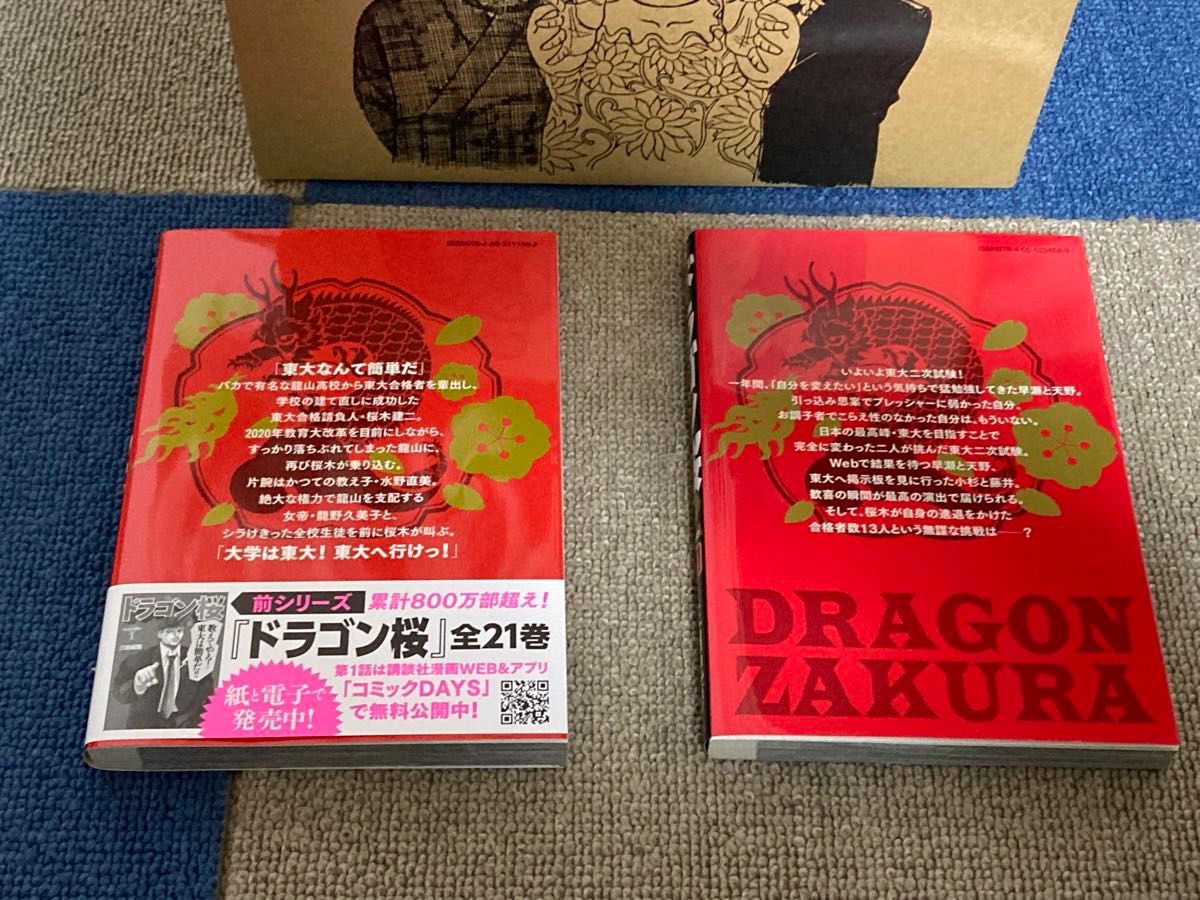 「東大なんて簡単だ」
バカで有名な龍山高校から東大合格者を輩出し、
学校の建て直しに成功した
東大合格請負人・桜木建二。
2020年教育大改革を目前にしながら、
すっかり落ちぶれてしまった龍山に、
再び桜木が乗り込む。
片腕はかつての教え子・水野直美。
絶大な権力で龍山を支配する
女帝・龍野久美子と、
シラけきった全校生徒を前に桜木が叫ぶ。
「大学は東大！ 東大へ行けっ！」
ドラゴン桜
教えてやる!
東大は簡単だ!!
前シリーズ 累計800万部超え！
『ドラゴン桜』全21巻
紙と電子で
発売中！
第1話は講談社漫画WEB&アプリ
「コミックDAYS」
で無料公開中！
いよいよ東大二次試験！
一年間、「自分を変えたい」という気持ちで猛勉強してきた早瀬と天野。
引っ込み思案でプレッシャーに弱かった自分。
お調子者でこらえ性のなかった自分は、もういない。
日本の最高峰・東大を目指すことで
完全に変わった二人が挑んだ東大二次試験。
Webで結果を待つ早瀬と天野、
東大へ掲示板を見に行った小杉と藤井。
歓喜の瞬間が最高の演出で届けられる。
そして、桜木が自身の進退をかけた
合格者数13人という無謀な挑戦は――？
DRAGON
ZAKURA